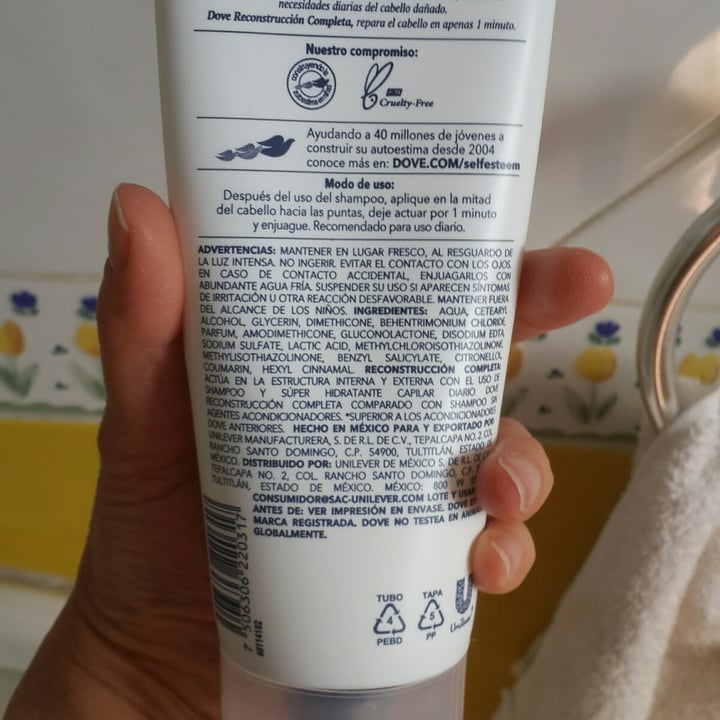 necesidades diarias del cabello dañado.
Dove Reconstrucción Completa, repara el cabello en apenas 1 minuto.
Nuestro compromiso:
construyendo la
autoestima en niñas
Cruelty-Free
Ayudando a 40 millones de jóvenes a
construir su autoestima desde 2004
conoce más en: DOVE.COM/selfesteem
Modo de uso:
Después del uso del shampoo, aplique en la mitad
del cabello hacia las puntas, deje actuar por 1 minuto
y enjuague. Recomendado para uso diario.
ADVERTENCIAS: MANTENER EN LUGAR FRESCO, AL RESGUARDO DE
LA LUZ INTENSA. NO INGERIR. EVITAR EL CONTACTO CON LOS OJOS.
EN CASO DE CONTACTO ACCIDENTAL, ENJUAGARLOS CON
ABUNDANTE AGUA FRÍA. SUSPENDER SU USO SI APARECEN SÍNTOMAS
DE IRRITACIÓN U OTRA REACCIÓN DESFAVORABLE. MANTENER FUERA
DEL ALCANCE DE LOS NIÑOS. INGREDIENTES: AQUA, CETEARYL
ALCOHOL, GLYCERIN, DIMETHICONE, BEHENTRIMONIUM CHLORIDE,
PARFUM, AMODIMETHICONE, GLUCONOLACTONE, DISODIUM EDTA,
SODIUM SULFATE, LACTIC ACID, METHYLCHLOROISOTHIAZOLINONE,
METHYLISOTHIAZOLINONE, BENZYL SALICYLATE, CITRONELLOL,
COUMARIN, HEXYL CINNAMAL. RECONSTRUCCIÓN COMPLETA:
ACTÚA EN LA ESTRUCTURA INTERNA Y EXTERNA CON EL USO DE
SHAMPOO Y SÚPER HIDRATANTE CAPILAR DIARIO DOVE
RECONSTRUCCIÓN COMPLETA COMPARADO CON SHAMPOO SIN
AGENTES ACONDICIONADORES. *SUPERIOR A LOS ACONDICIONADORES
DOVE ANTERIORES. HECHO EN MÉXICO PARA Y EXPORTADO POR:
UNILEVER MANUFACTURERA, S. DE R.L. DE C.V., TEPALCAPA NO. 2, COL.
RANCHO SANTO DOMINGO, C.P. 54900, TULTITLÁN, ESTADO DE
MÉXICO. DISTRIBUIDO POR: UNILEVER DE MÉXICO S. DE R.L. DE C.V.
TEPALCAPA NO. 2, COL. RANCHO SANTO DOMINGO, C.P.
TULTITLÁN, ESTADO DE MÉXICO. MÉXICO: 800 99
CONSUMIDOR@SAC-UNILEVER.COM LOTE Y USAR
ANTES DE: VER IMPRESIÓN EN ENVASE. DOVE
MARCA REGISTRADA. DOVE NO TESTEA EN
GLOBALMENTE.
7 506306 220317
68114182
TUBO
4
PEBD
TAPA
5
PP